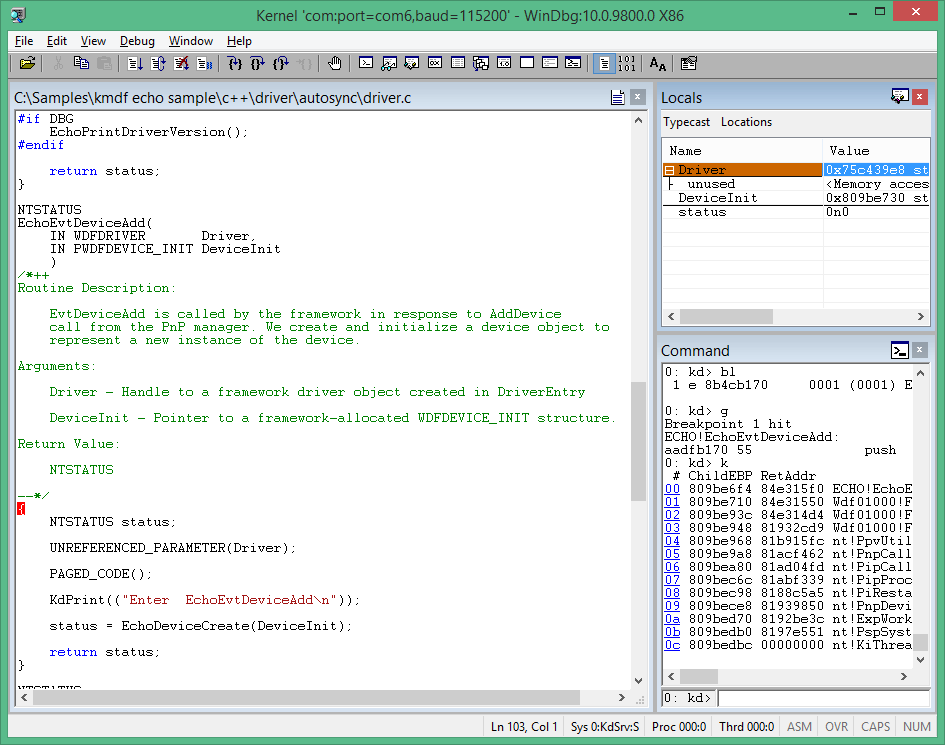 Kernel 'com:port=com6,baud=115200' - WinDbg:10.0.9800.0 X86
File Edit View Debug Window Help
C:\Samples\kmdf echo sample\c++\driver\autosync\driver.c
#if DBG
EchoPrintDriverVersion();
#endif
return status;
}
NTSTATUS
EchoEvtDeviceAdd(
IN WDFDRIVER Driver,
IN PWDFDEVICE_INIT DeviceInit
)
/*++
Routine Description:
EvtDeviceAdd is called by the framework in response to AddDevice
call from the PnP manager. We create and initialize a device object to
represent a new instance of the device.
Arguments:
Driver - Handle to a framework driver object created in DriverEntry
DeviceInit - Pointer to a framework-allocated WDFDEVICE_INIT structure.
Return Value:
NTSTATUS
--*/
{
NTSTATUS status;
UNREFERENCED_PARAMETER(Driver);
PAGED_CODE();
KdPrint(("Enter  EchoEvtDeviceAdd\n"));
status = EchoDeviceCreate(DeviceInit);
return status;
}
Locals
Typecast Locations
Name Value
Driver 0x75c439e8 st
unused <Memory acces
DeviceInit 0x809be730 st
status 0n0
Command
0: kd> bl
1 e 8b4cb170 0001 (0001) E
0: kd> g
Breakpoint 1 hit
ECHO!EchoEvtDeviceAdd:
aadfb170 55 push
0: kd> k
# ChildEBP RetAddr
00 809be6f4 84e315f0 ECHO!EchoE
01 809be710 84e31550 Wdf01000!F
02 809be93c 84e314d4 Wdf01000!F
03 809be948 81932cd9 Wdf01000!F
04 809be968 81b915fc nt!PpvUtil
05 809be9a8 81acf462 nt!PnpCall
06 809bea80 81ad04fd nt!PipCall
07 809bec6c 81abf339 nt!PipProc
08 809bec98 8188c5a5 nt!PiResta
09 809bece8 81939850 nt!PnpDevi
0a 809bed70 8192be3c nt!ExpWork
0b 809bedb0 8197e551 nt!PspSyst
0c 809bedbc 00000000 nt!KiThrea
0: kd>
Ln 103, Col 1 Sys 0:KdSrv:S Proc 000:0 Thrd 000:0 ASM OVR CAPS NUM